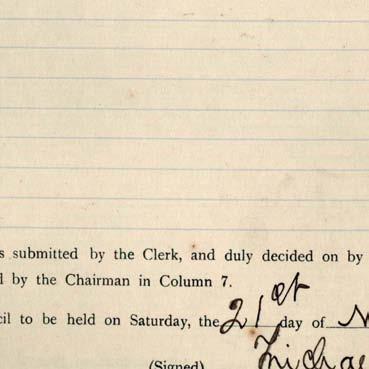 s submitted by the Clerk, and duly decided on by
d by the Chairman in Column 7.
cil to be held on Saturday, the 21st day of N
(Signed) Michae